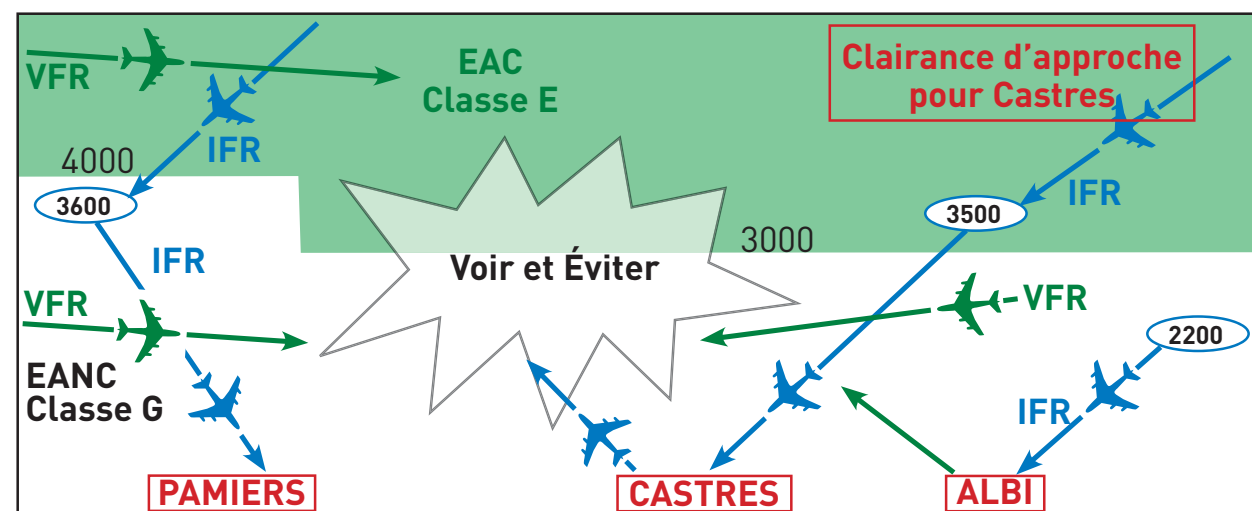 VFR
EAC
Classe E
Clairance d'approche
pour Castres
IFR
4000
IFR
3600
3500
3000
IFR
Voir et Éviter
VFR
VFR
2200
EANC
Classe G
IFR
PAMIERS
CASTRES
ALBI